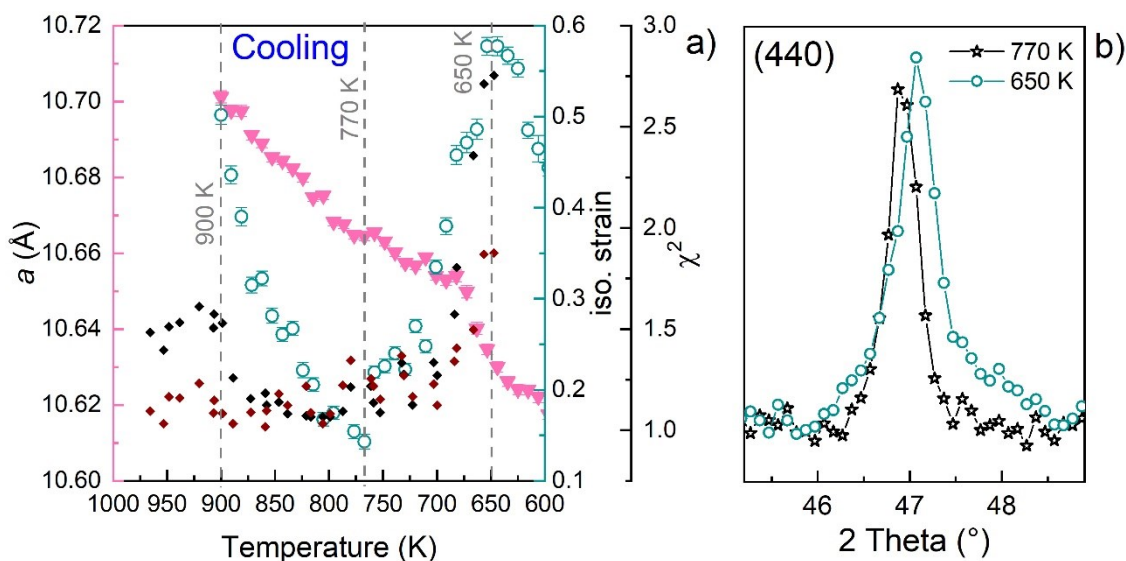 Cooling
a)
900 K
770 K
650 K
a (Å)
10.72
10.70
10.68
10.66
10.64
10.62
10.60
1000 950 900 850 800 750 700 650 600
Temperature (K)
0.6
0.5
0.4
0.3
0.2
0.1
iso. strain
3.0
2.5
2.0
1.5
1.0
χ²
(440)
770 K
650 K
b)
46 47 48
2 Theta (°)